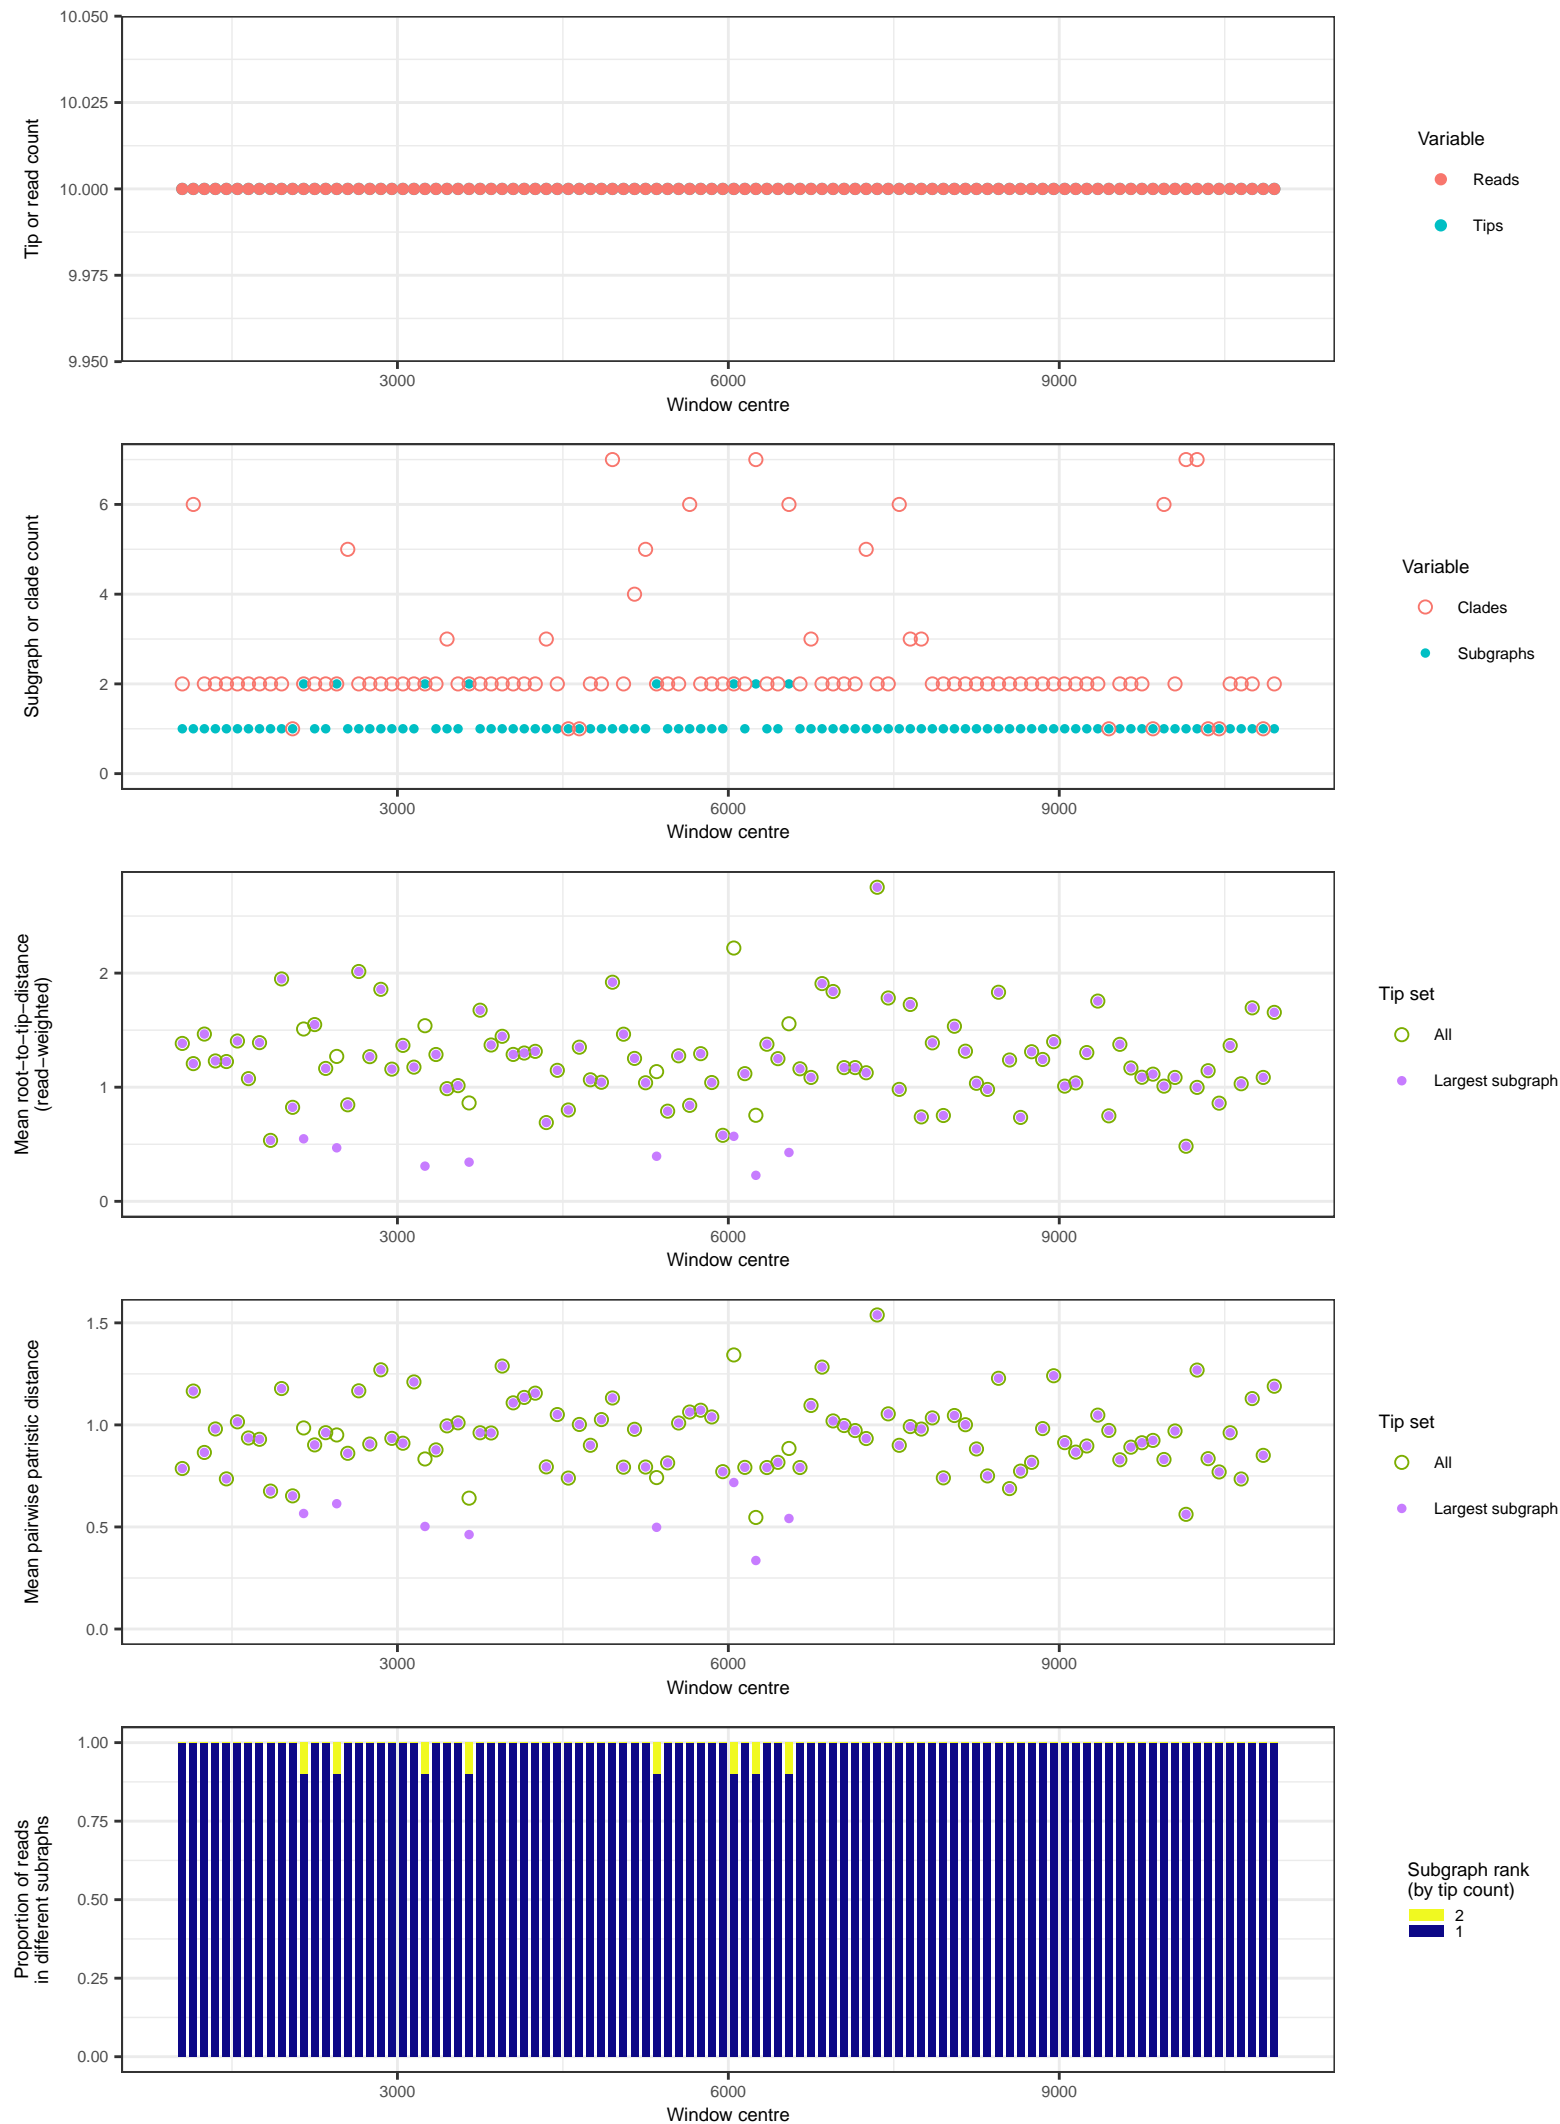 10.050
10.025
10.000
9.975
9.950
Tip or read count
3000
6000
9000
Window centre
Variable
Reads
Tips
6
4
2
0
Subgraph or clade count
3000
6000
9000
Window centre
Variable
Clades
Subgraphs
2
1
0
Mean root−to−tip−distance
(read−weighted)
3000
6000
9000
Window centre
Tip set
All
Largest subgraph
1.5
1.0
0.5
0.0
Mean pairwise patristic distance
3000
6000
9000
Window centre
Tip set
All
Largest subgraph
1.00
0.75
0.50
0.25
0.00
Proportion of reads
in different subraphs
3000
6000
9000
Window centre
Subgraph rank
(by tip count)
2
1